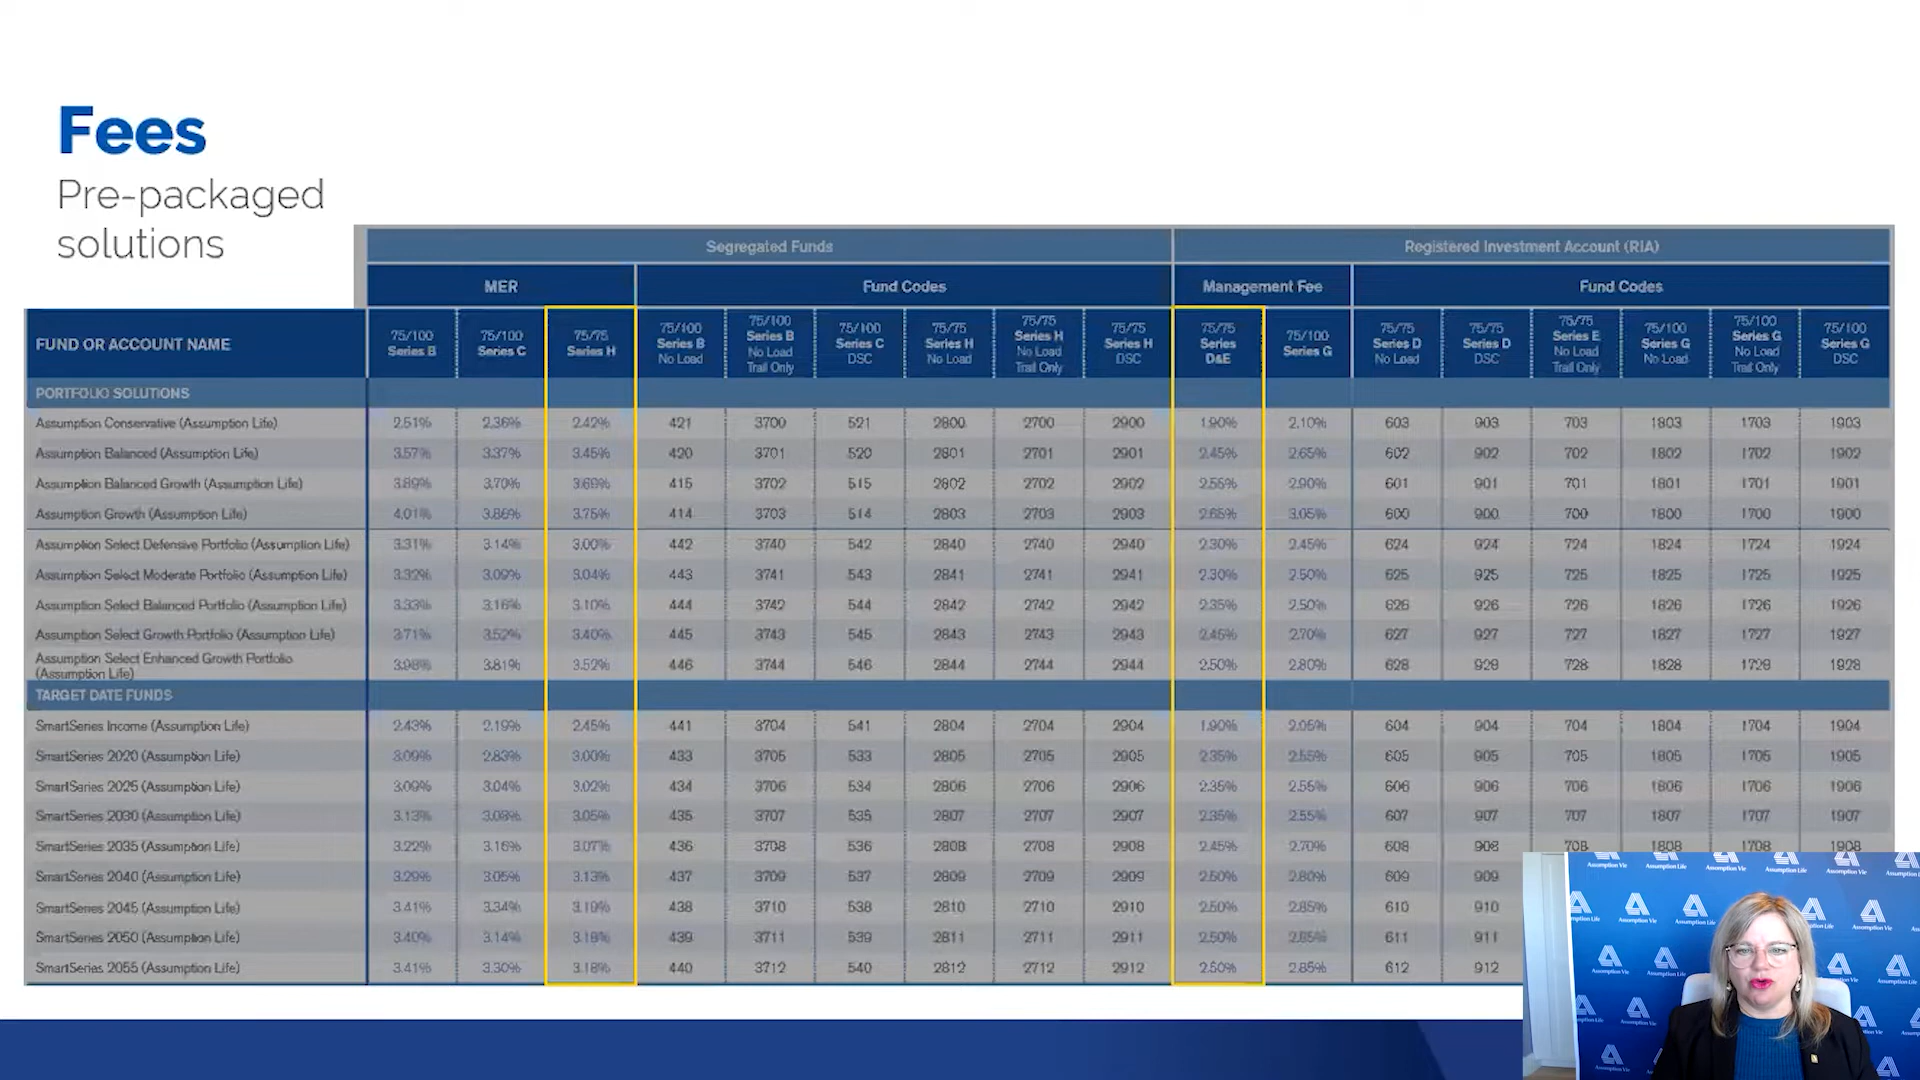 Fees
Pre-packaged
solutions
Segregated Funds Registered Investment Account (RIA)
MER Fund Codes Management Fee Fund Codes
FUND OR ACCOUNT NAME 75/100 Series B 75/100 Series C 75/75 Series H 75/100 Series B No Load 75/100 Series B No Load Trail Only 75/100 Series C DSC 75/75 Series H No Load 75/75 Series H No Load Trail Only 75/75 Series H DSC 75/75 Series D&E 75/100 Series G 75/75 Series D No Load 75/75 Series D DSC 75/75 Series E No Load Trail Only 75/100 Series G No Load 75/100 Series G No Load Trail Only 75/100 Series G DSC
PORTFOLIO SOLUTIONS
Assumption Conservative (Assumption Life) 2.51% 2.36% 2.42% 421 3700 521 2800 2700 2900 1.90% 2.10% 603 903 703 1803 1703 1903
Assumption Balanced (Assumption Life) 3.57% 3.37% 3.45% 420 3701 520 2801 2701 2901 2.45% 2.65% 602 902 702 1802 1702 1902
Assumption Balanced Growth (Assumption Life) 3.89% 3.70% 3.69% 415 3702 515 2802 2702 2902 2.55% 2.90% 601 901 701 1801 1701 1901
Assumption Growth (Assumption Life) 4.01% 3.86% 3.75% 414 3703 514 2803 2703 2903 2.65% 3.05% 600 900 700 1800 1700 1900
Assumption Select Defensive Portfolio (Assumption Life) 3.31% 3.14% 3.00% 442 3740 542 2840 2740 2940 2.30% 2.45% 624 924 724 1824 1724 1924
Assumption Select Moderate Portfolio (Assumption Life) 3.32% 3.09% 3.04% 443 3741 543 2841 2741 2941 2.30% 2.50% 625 925 725 1825 1725 1925
Assumption Select Balanced Portfolio (Assumption Life) 3.33% 3.16% 3.10% 444 3742 544 2842 2742 2942 2.35% 2.50% 626 926 726 1826 1726 1926
Assumption Select Growth Portfolio (Assumption Life) 3.71% 3.52% 3.40% 445 3743 545 2843 2743 2943 2.45% 2.70% 627 927 727 1827 1727 1927
Assumption Select Enhanced Growth Portfolio
(Assumption Life) 3.98% 3.81% 3.52% 446 3744 546 2844 2744 2944 2.50% 2.80% 628 928 728 1828 1728 1928
TARGET DATE FUNDS
SmartSeries Income (Assumption Life) 2.43% 2.19% 2.45% 441 3704 541 2804 2704 2904 1.90% 2.05% 604 904 704 1804 1704 1904
SmartSeries 2020 (Assumption Life) 3.09% 2.83% 3.00% 433 3705 533 2805 2705 2905 2.35% 2.55% 605 905 705 1805 1705 1905
SmartSeries 2025 (Assumption Life) 3.09% 3.04% 3.02% 434 3706 534 2806 2706 2906 2.35% 2.55% 606 906 706 1806 1706 1906
SmartSeries 2030 (Assumption Life) 3.13% 3.08% 3.05% 435 3707 535 2807 2707 2907 2.35% 2.55% 607 907 707 1807 1707 1907
SmartSeries 2035 (Assumption Life) 3.22% 3.16% 3.07% 436 3708 536 2808 2708 2908 2.45% 2.70% 608 908 708 1808 1708 1908
SmartSeries 2040 (Assumption Life) 3.29% 3.05% 3.13% 437 3709 537 2809 2709 2909 2.50% 2.80% 609 909
SmartSeries 2045 (Assumption Life) 3.41% 3.34% 3.19% 438 3710 538 2810 2710 2910 2.50% 2.85% 610 910
SmartSeries 2050 (Assumption Life) 3.40% 3.14% 3.18% 439 3711 539 2811 2711 2911 2.50% 2.85% 611 911
SmartSeries 2055 (Assumption Life) 3.41% 3.30% 3.18% 440 3712 540 2812 2712 2912 2.50% 2.85% 612 912
Assumption Vie Assumption Life Assumption Vie Assumption Life Assumption Vie